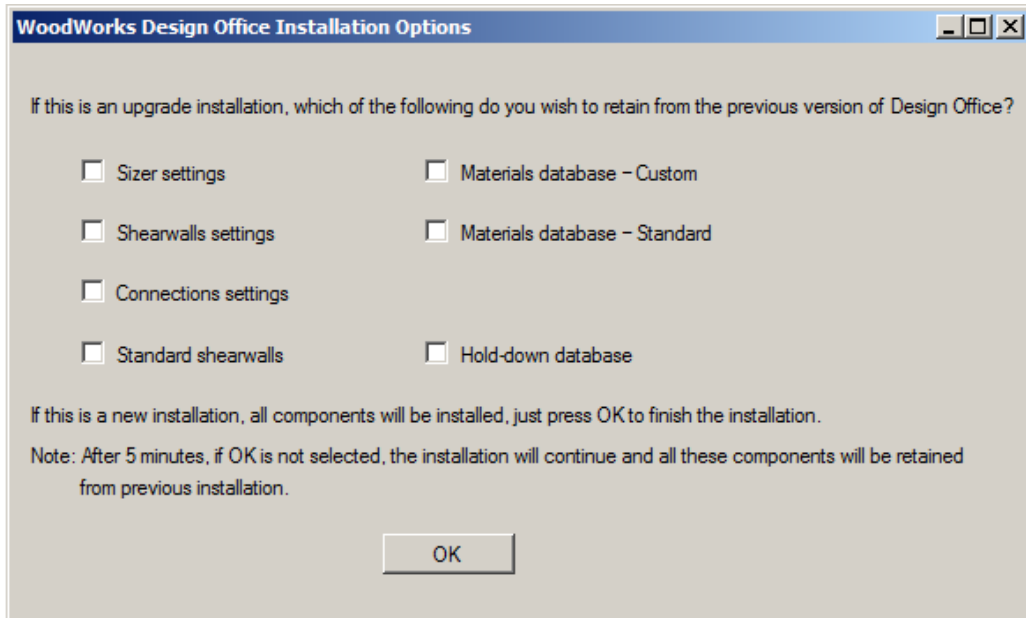 WoodWorks Design Office Installation Options
If this is an upgrade installation, which of the following do you wish to retain from the previous version of Design Office?
Sizer settings
Materials database – Custom
Shearwalls settings
Materials database – Standard
Connections settings
Standard shearwalls
Hold-down database
If this is a new installation, all components will be installed, just press OK to finish the installation.
Note: After 5 minutes, if OK is not selected, the installation will continue and all these components will be retained
from previous installation.
OK